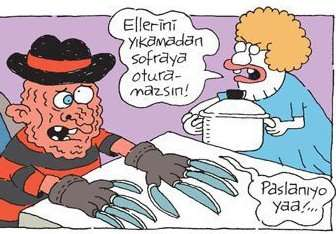 Ellerini
yıkamadan
sofraya
otura-
mazsın!
Paslanıyo
yaa!...